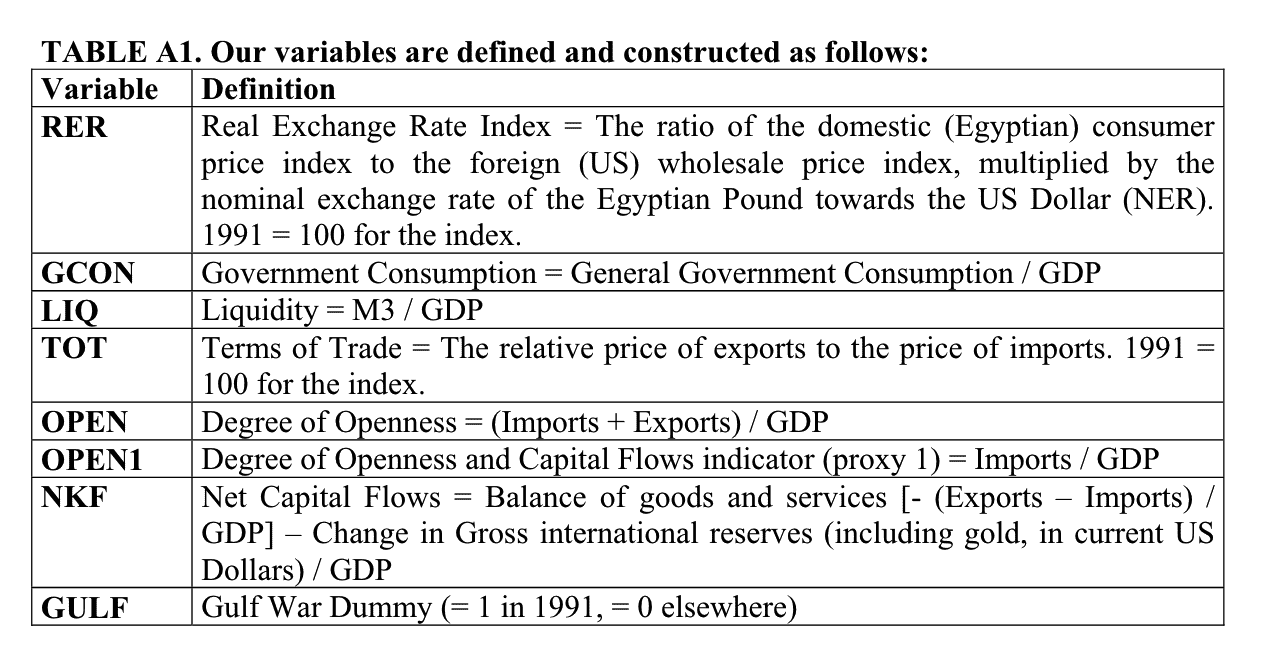 TABLE A1. Our variables are defined and constructed as follows:
Variable Definition
RER Real Exchange Rate Index = The ratio of the domestic (Egyptian) consumer
price index to the foreign (US) wholesale price index, multiplied by the
nominal exchange rate of the Egyptian Pound towards the US Dollar (NER).
1991 = 100 for the index.
GCON Government Consumption = General Government Consumption / GDP
LIQ Liquidity = M3 / GDP
TOT Terms of Trade = The relative price of exports to the price of imports. 1991 =
100 for the index.
OPEN Degree of Openness = (Imports + Exports) / GDP
OPEN1 Degree of Openness and Capital Flows indicator (proxy 1) = Imports / GDP
NKF Net Capital Flows = Balance of goods and services [- (Exports – Imports) /
GDP] – Change in Gross international reserves (including gold, in current US
Dollars) / GDP
GULF Gulf War Dummy (= 1 in 1991, = 0 elsewhere)